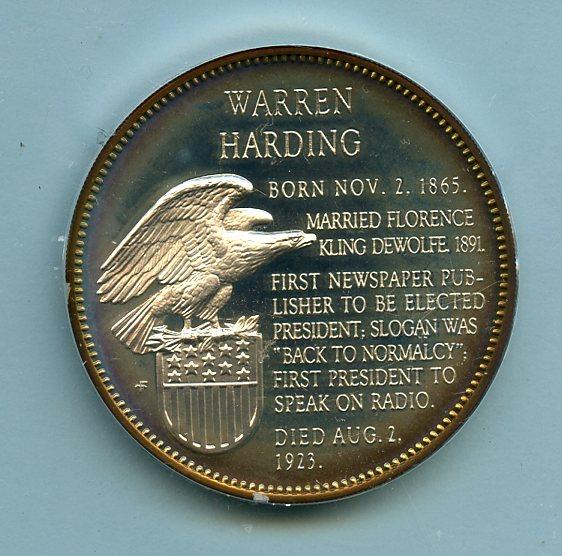 WARREN
HARDING
BORN NOV. 2, 1865.
MARRIED FLORENCE
KLING DEWOLFE, 1891.
FIRST NEWSPAPER PUB-
LISHER TO BE ELECTED
PRESIDENT; SLOGAN WAS
"BACK TO NORMALCY";
FIRST PRESIDENT TO
SPEAK ON RADIO.
DIED AUG. 2,
1923.